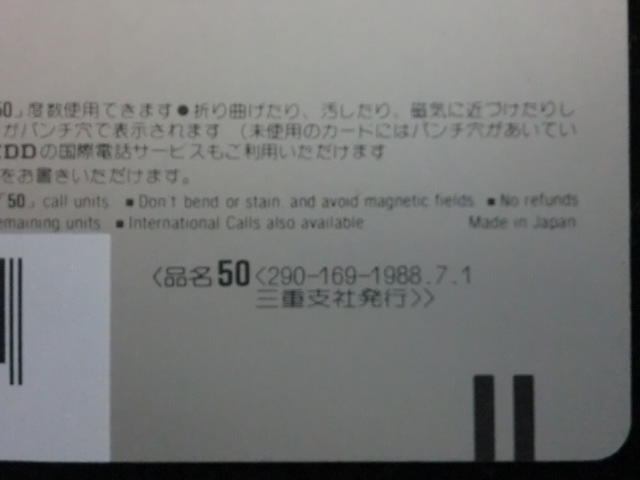 50」度数使用できます●折り曲げたり、汚したり、磁気に近づけたりし
がパンチ穴で表示されます (未使用のカードにはパンチ穴があいてい
KDDの国際電話サービスもご利用いただけます
をお書きいただけます。
「50」 call units ■ Don't bend or stain, and avoid magnetic fields ■ No refunds
emaining units ■ International Calls also available Made in Japan
〈品名50〈290-169-1988.7.1
三重支社発行〉〉